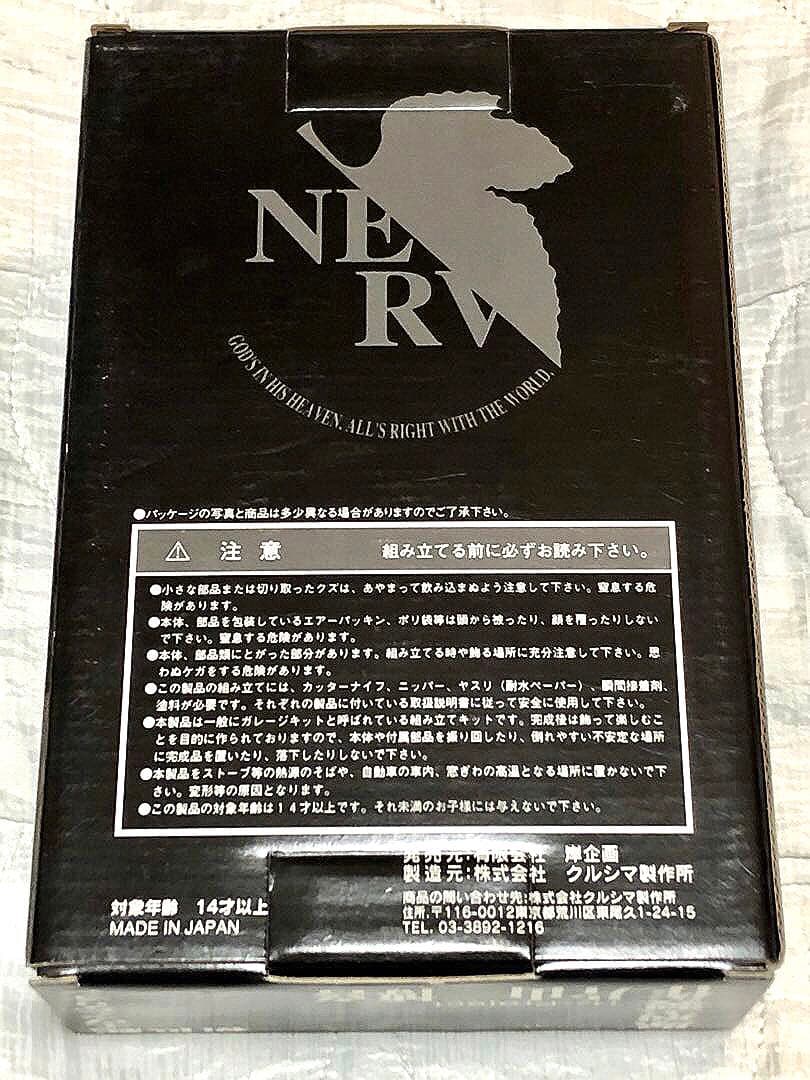 NE
RV
GOD'S IN HIS HEAVEN. ALL'S RIGHT WITH THE WORLD.
●パッケージの写真と商品は多少異なる場合がありますのでご了承下さい。
⚠ 注 意 組み立てる前に必ずお読み下さい。
●小さな部品または切り取ったクズは、あやまって飲み込まぬよう注意して下さい。窒息する危
険があります。
●本体、部品を包装しているエアーパッキン、ポリ袋等は頭から被ったり、顔を覆ったりしない
で下さい。窒息する危険があります。
●本体、部品類にとがった部分があります。組み立てる時や飾る場所に充分注意して下さい。思
わぬケガをする危険があります。
●この製品の組み立てには、カッターナイフ、ニッパー、ヤスリ（耐水ペーパー）、瞬間接着剤、
塗料が必要です。それぞれの製品に付いている取扱説明書に従って安全に使用して下さい。
●本製品は一般にガレージキットと呼ばれている組み立てキットです。完成後は飾って楽しむこ
とを目的に作られておりますので、本体や付属部品を振り回したり、倒れやすい不安定な場所
に完成品を置いたり、落下したりしないで下さい。
●本製品をストーブ等の熱源のそばや、自動車の車内、窓ぎわの高温となる場所に置かないで下
さい。変形等の原因となります。
●この製品の対象年齢は１４才以上です。それ未満のお子様には与えないで下さい。
発売元：有限会社 岸企画
製造元：株式会社 クルシマ製作所
商品の問い合わせ先：株式会社クルシマ製作所
住所.〒116-0012東京都荒川区東尾久1-24-15
TEL. 03-3892-1216
対象年齢 14才以上
MADE IN JAPAN